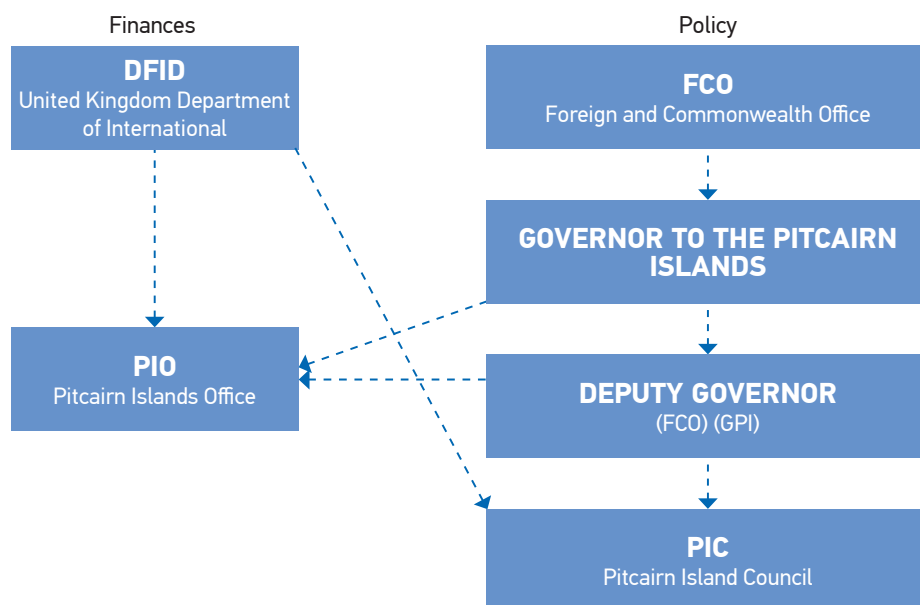 Finances
DFID
United Kingdom Department
of International
PIO
Pitcairn Islands Office
Policy
FCO
Foreign and Commonwealth Office
GOVERNOR TO THE PITCAIRN
ISLANDS
DEPUTY GOVERNOR
(FCO) (GPI)
PIC
Pitcairn Island Council